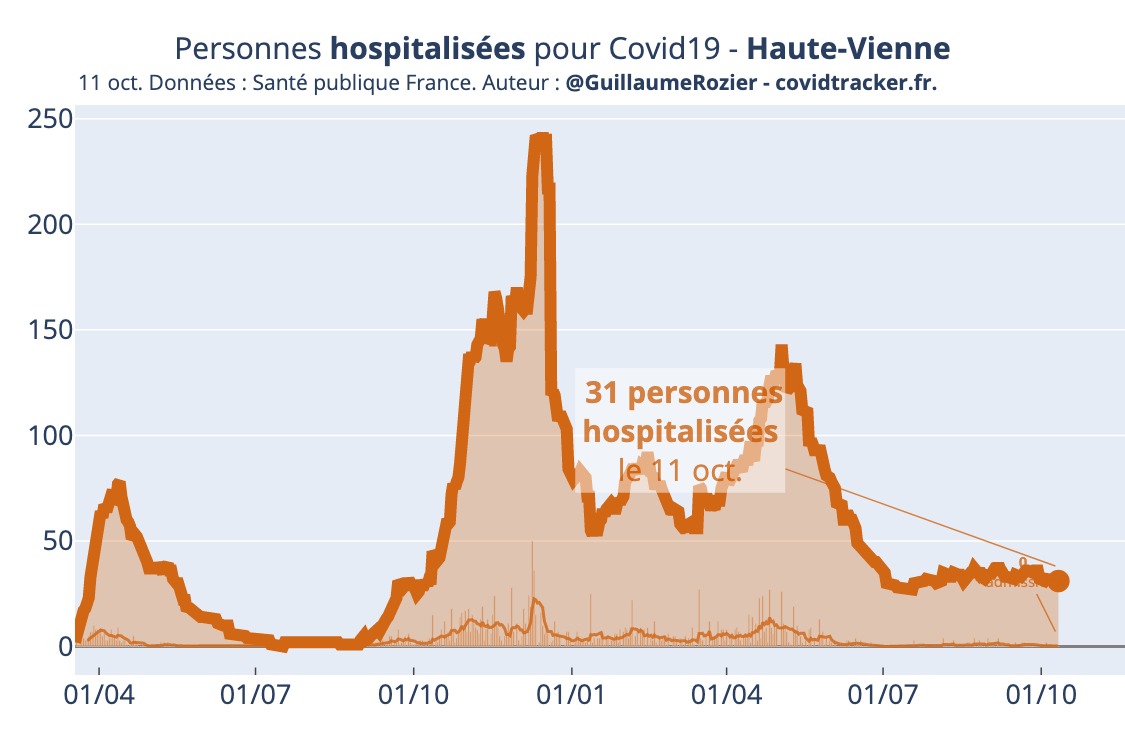 Personnes hospitalisées pour Covid19 - Haute-Vienne
11 oct. Données : Santé publique France. Auteur : @GuillaumeRozier - covidtracker.fr.
250
200
150
100
50
0
31 personnes
hospitalisées
le 11 oct.
0
01/04 01/07 01/10 01/01 01/04 01/07 01/10